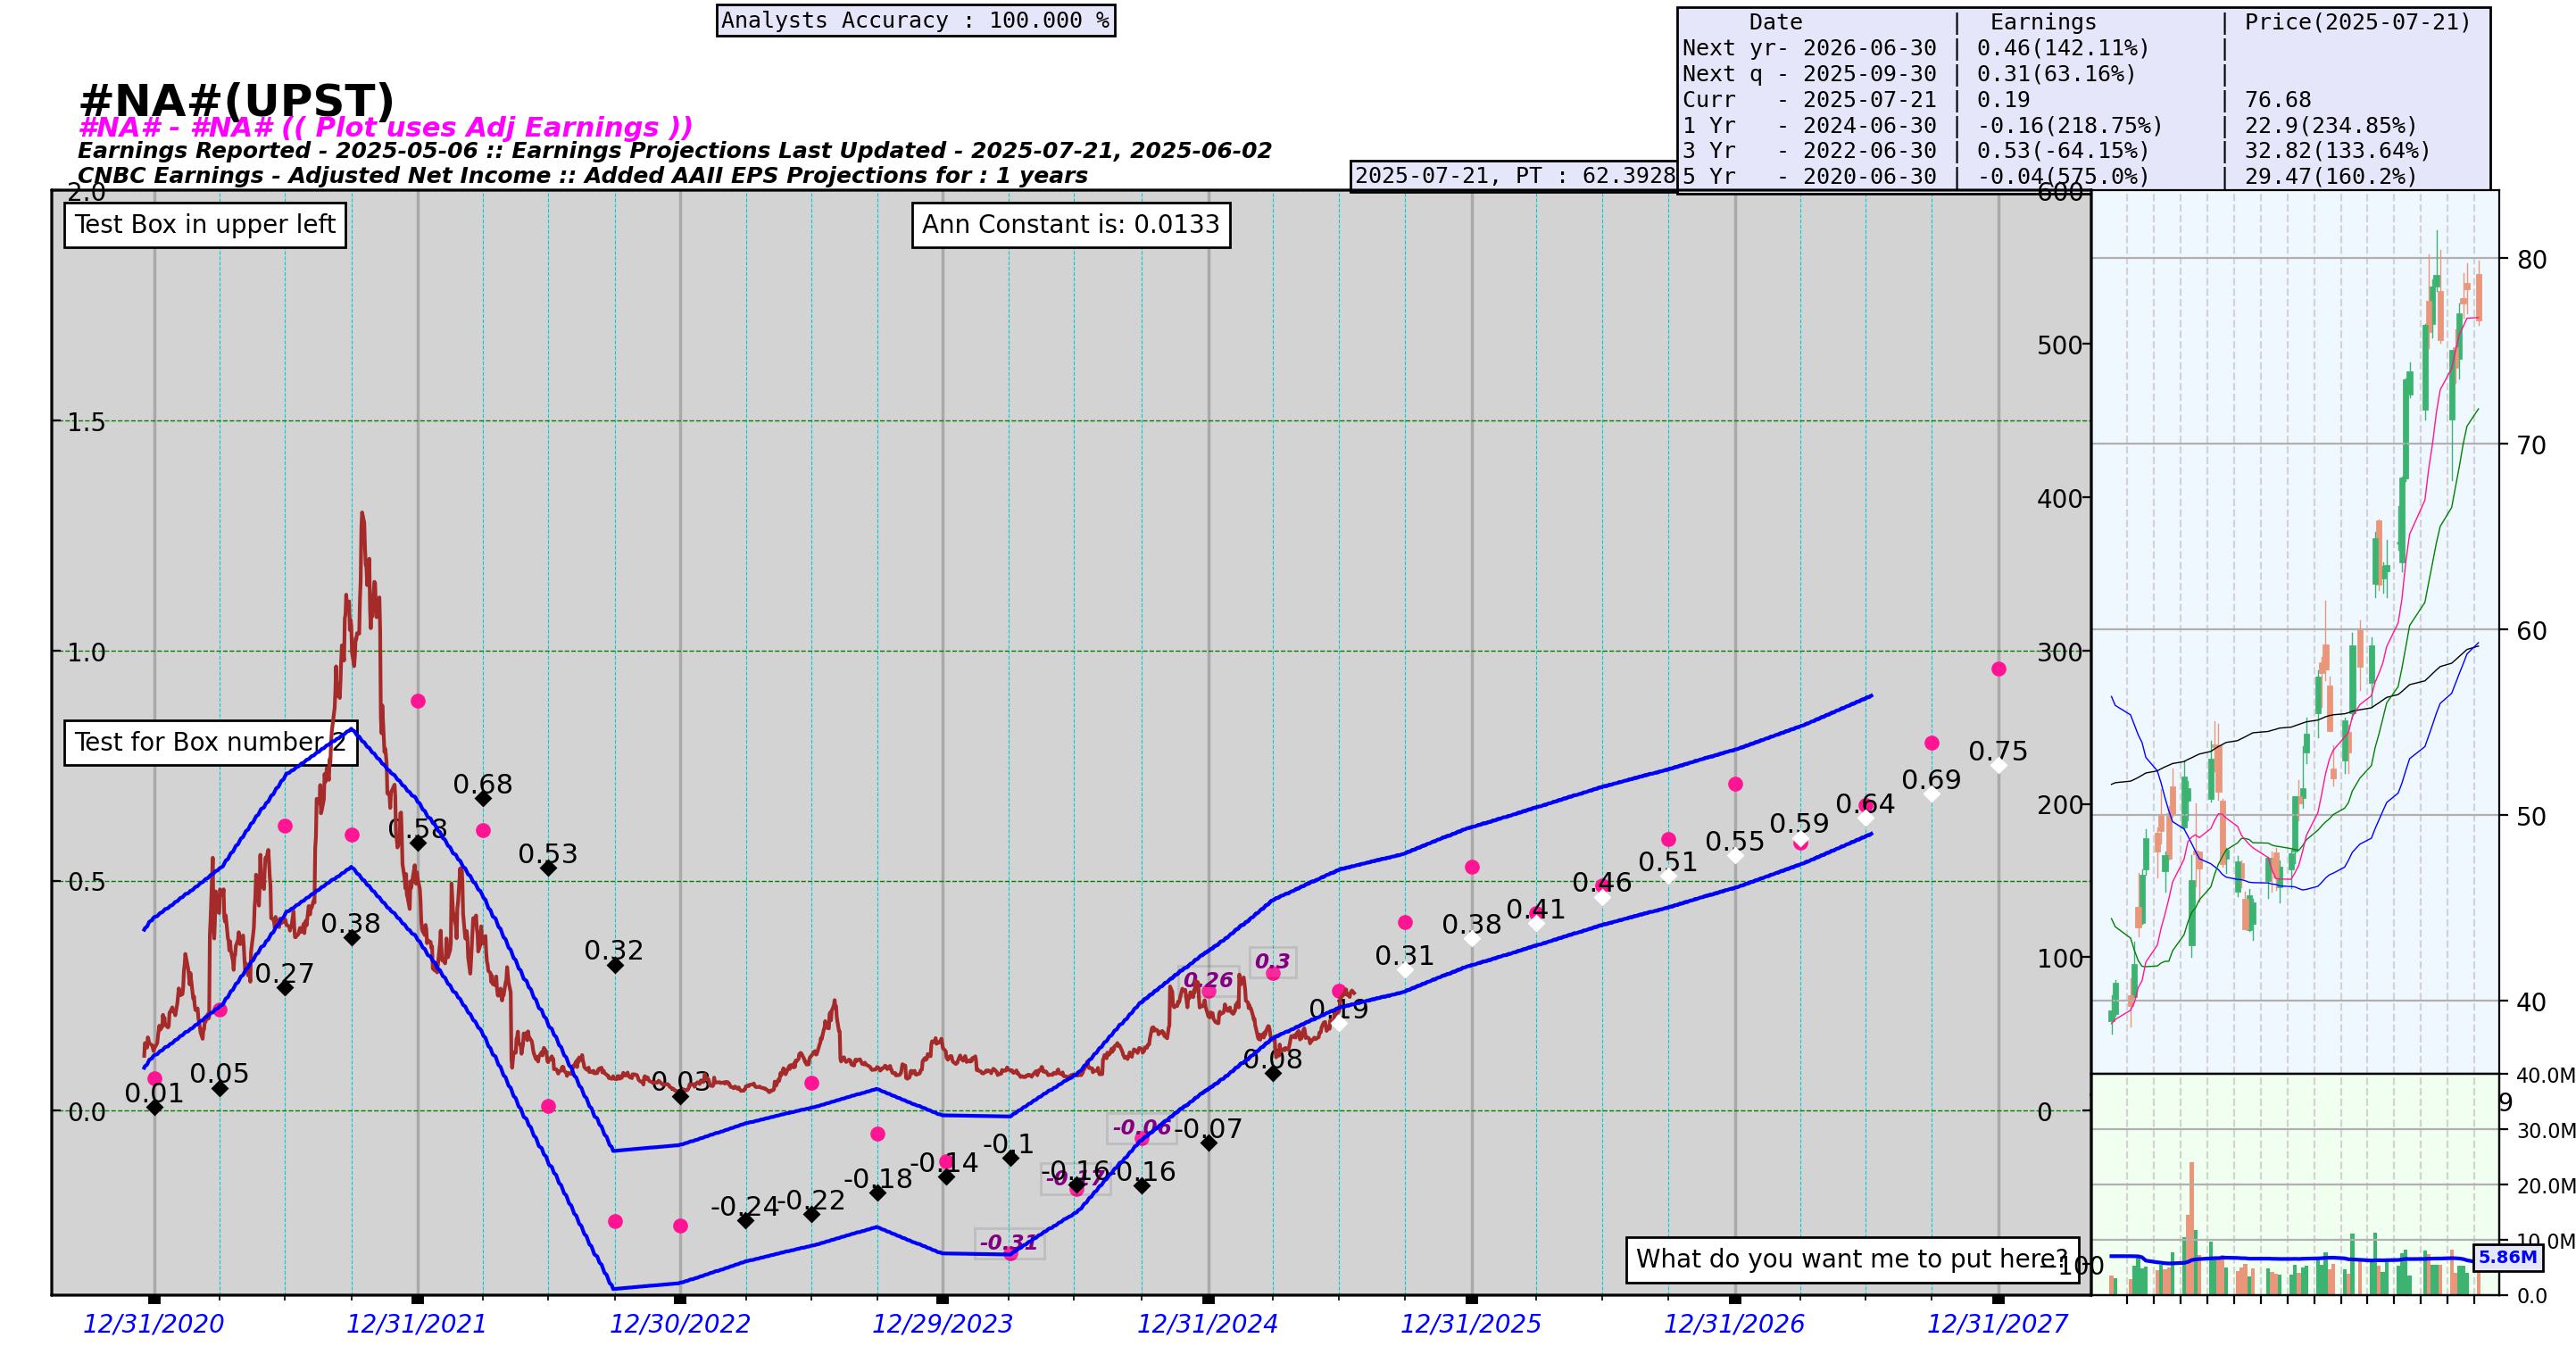 Analysts Accuracy : 100.000 %
Date | Earnings | Price(2025-07-21)
Next yr- 2026-06-30 | 0.46(142.11%) |
Next q - 2025-09-30 | 0.31(63.16%) |
Curr - 2025-07-21 | 0.19 | 76.68
1 Yr - 2024-06-30 | -0.16(218.75%) | 22.9(234.85%)
3 Yr - 2022-06-30 | 0.53(-64.15%) | 32.82(133.64%)
5 Yr - 2020-06-30 | -0.04(575.0%) | 29.47(160.2%)
#NA#(UPST)
#NA# - #NA# (( Plot uses Adj Earnings ))
Earnings Reported - 2025-05-06 :: Earnings Projections Last Updated - 2025-07-21, 2025-06-02
CNBC Earnings - Adjusted Net Income :: Added AAII EPS Projections for : 1 years
2025-07-21, PT : 62.3928
Test Box in upper left
Ann Constant is: 0.0133
Test for Box number 2
What do you want me to put here?
2.0
1.5
1.0
0.5
0.0
600
500
400
300
200
100
0
-100
80
70
60
50
40
40.0M
9
30.0M
20.0M
10.0M
5.86M
0.0
0.01
0.05
0.27
0.38
0.58
0.68
0.53
0.32
0.03
-0.24
-0.22
-0.18
-0.14
-0.1
-0.16
-0.16
-0.07
0.08
0.19
0.31
0.38
0.41
0.46
0.51
0.55
0.59
0.64
0.69
0.75
-0.31
-0.17
-0.06
0.26
0.3
12/31/2020
12/31/2021
12/30/2022
12/29/2023
12/31/2024
12/31/2025
12/31/2026
12/31/2027